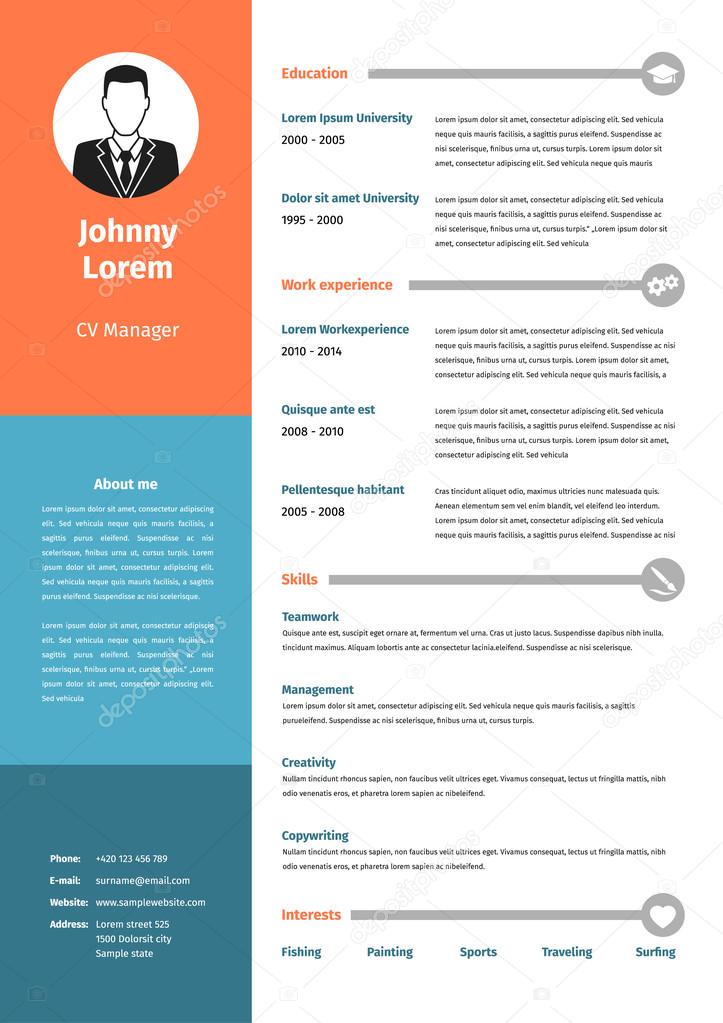 Johnny
Lorem
CV Manager
About me
Lorem ipsum dolor sit amet, consectetur adipiscing
elit. Sed vehicula neque quis mauris faucibus, a
sagittis purus eleifend. Suspendisse ac nisi
scelerisque, finibus urna ut, cursus turpis. Lorem
ipsum dolor sit amet, consectetur adipiscing elit.
Sed vehicula neque quis mauris faucibus, a sagittis
purus eleifend. Suspendisse ac nisi scelerisque.
Lorem ipsum dolor sit amet, consectetur adipiscing
elit. Sed vehicula neque quis mauris faucibus, a
sagittis purus eleifend. Suspendisse ac nisi
scelerisque, finibus urna ut, cursus turpis.“ „Lorem
ipsum dolor sit amet, consectetur adipiscing elit.
Sed vehicula
Phone: +420 123 456 789
E-mail: surname@email.com
Website: www.samplewebsite.com
Address: Lorem street 525
1500 Dolorsit city
Sample state
Education
Lorem Ipsum University
2000 - 2005
Lorem ipsum dolor sit amet, consectetur adipiscing elit. Sed vehicula
neque quis mauris faucibus, a sagittis purus eleifend. Suspendisse ac
nisi scelerisque, finibus urna ut, cursus turpis. Lorem ipsum dolor sit
amet, consectetur adipiscing elit. Sed vehicula neque quis mauris
Dolor sit amet University
1995 - 2000
Lorem ipsum dolor sit amet, consectetur adipiscing elit. Sed vehicula
neque quis mauris faucibus, a sagittis purus eleifend. Suspendisse ac
nisi scelerisque, finibus urna ut, cursus turpis.“ „Lorem ipsum dolor sit
amet, consectetur adipiscing elit. Sed vehicula
Work experience
Lorem Workexperience
2010 - 2014
Lorem ipsum dolor sit amet, consectetur adipiscing elit. Sed vehicula
neque quis mauris faucibus, a sagittis purus eleifend. Suspendisse ac nisi
scelerisque, finibus urna ut, cursus turpis. Lorem ipsum dolor sit amet,
consectetur adipiscing elit. Sed vehicula neque quis mauris faucibus, a
Quisque ante est
2008 - 2010
Lorem ipsum dolor sit amet, consectetur adipiscing elit. Sed vehicula
neque quis mauris faucibus, a sagittis purus eleifend. Suspendisse ac nisi
scelerisque, finibus urna ut, cursus turpis. Lorem ipsum dolor sit amet,
consectetur adipiscing elit. Sed vehicula
Pellentesque habitant
2005 - 2008
Cras tincidunt aliquam odio, maximus ultricies nunc malesuada quis.
Aenean elementum sem vel enim blandit, vel eleifend leo interdum.
Lorem ipsum dolor sit amet, consectetur adipiscing elit. Sed vehicula
neque quis mauris faucibus, a sagittis purus eleifend. Suspendisse ac nisi
Skills
Teamwork
Quisque ante est, suscipit eget ornare at, fermentum vel urna. Cras ut justo lacus. Suspendisse dapibus nibh inulla.
tincidunt maximus. Aliquam lobortis ante ac consectetur lacinia.eleifend. Suspendisse ac nisi scelerisque.
Management
Lorem ipsum dolor sit amet, consectetur adipiscing elit. Sed vehicula neque quis mauris faucibus, a sagittis
purueleifend. Suspendisse ac nisi scelerisque, finibus urna ut, cursus turpis.
Creativity
Nullam tincidunt rhoncus sapien, non faucibus velit ultrices eget. Vivamus consequat, lectus ut suscipit mattis, nibh
odio venenatis eros, et pharetra ipsum sapien ac nibeleifend.
Copywriting
Nullam tincidunt rhoncus sapien, non faucibus velit ultrices eget. Vivamus consequat, lectus ut suscipit mattis, nibh
odio venenatis eros, et pharetra ipsum sapien ac nibeleifend.
Interests
Fishing Painting Sports Traveling Surfing
depositphotos
depositphotos
depositphotos
depositphotos
depositphotos
depositphotos